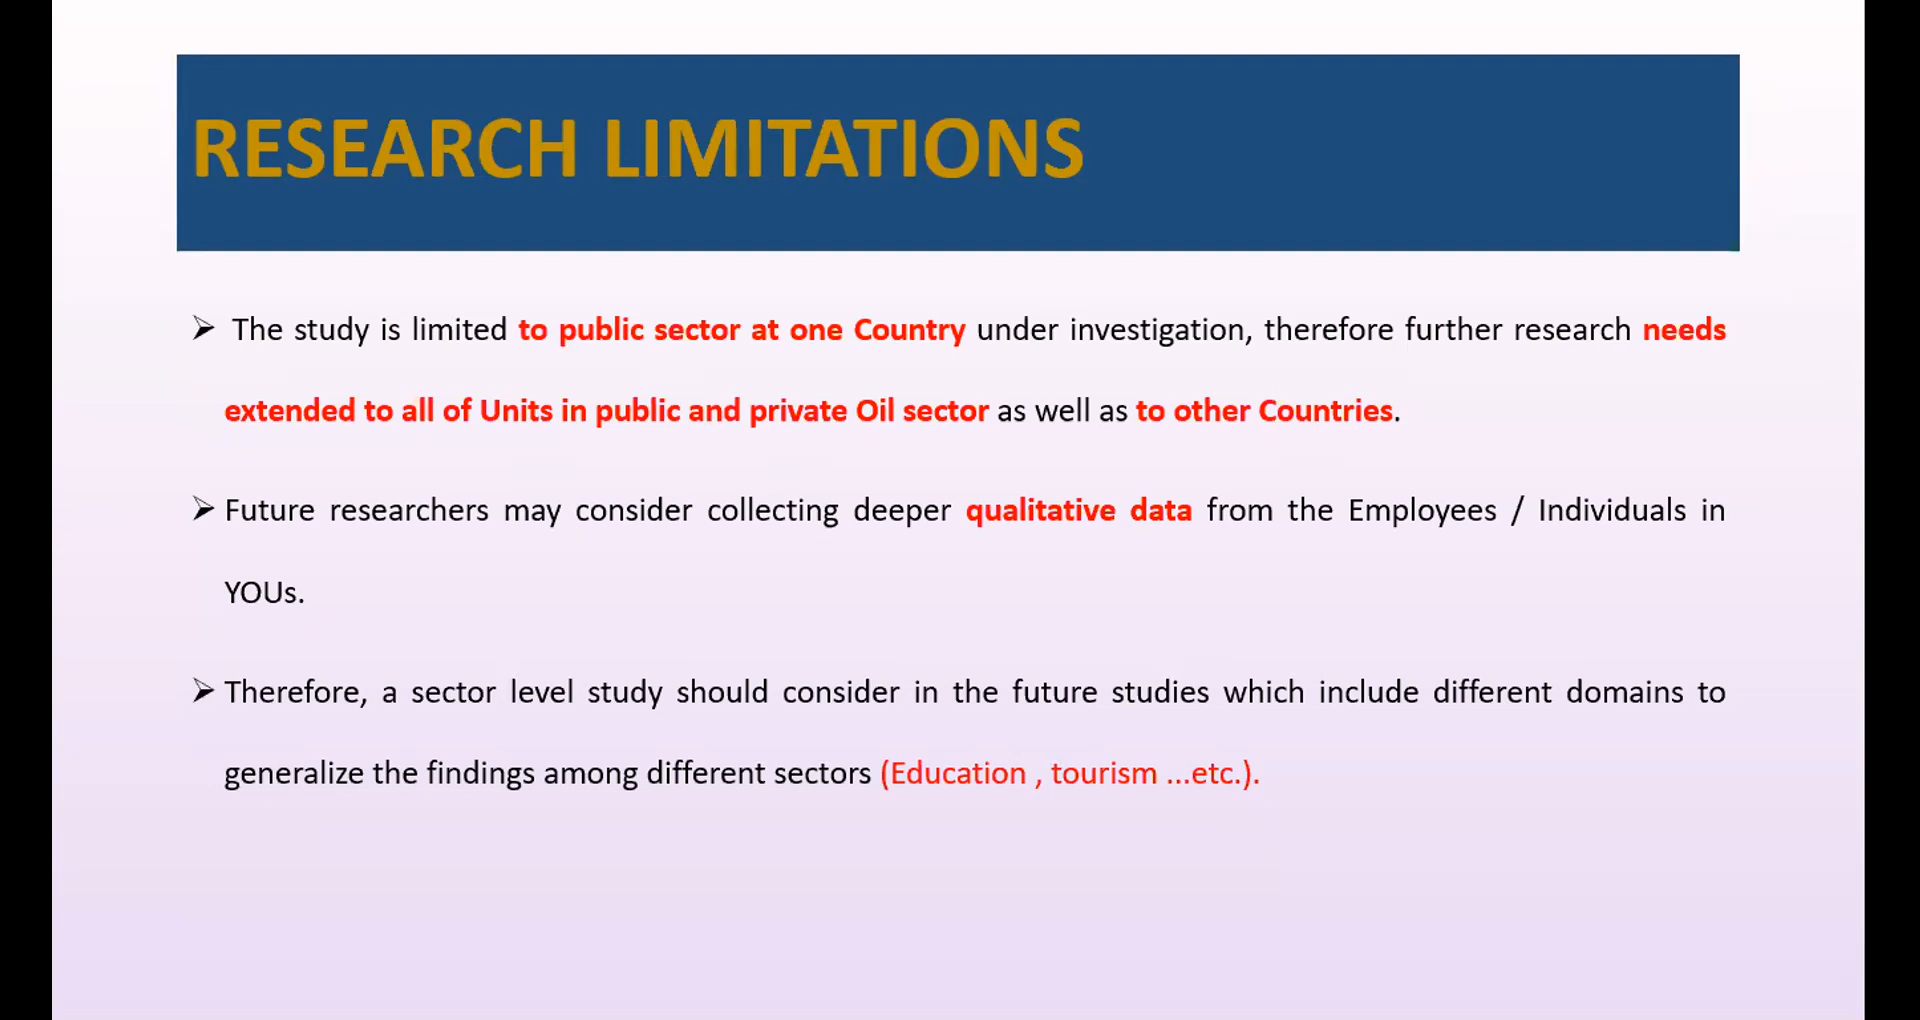 RESEARCH LIMITATIONS
➢ The study is limited to public sector at one Country under investigation, therefore further research needs
extended to all of Units in public and private Oil sector as well as to other Countries.
➢ Future researchers may consider collecting deeper qualitative data from the Employees / Individuals in
YOUs.
➢ Therefore, a sector level study should consider in the future studies which include different domains to
generalize the findings among different sectors (Education , tourism ...etc.).